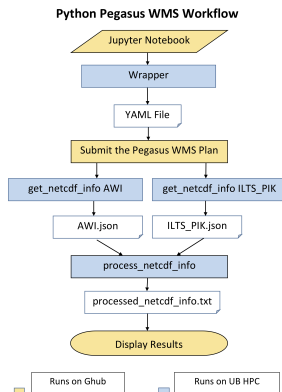 Python Pegasus WMS Workflow
Jupyter Notebook
Wrapper
YAML File
Submit the Pegasus WMS Plan
get_netcdf_info AWI
get_netcdf_info ILTS_PIK
AWI.json
ILTS_PIK.json
process_netcdf_info
processed_netcdf_info.txt
Display Results
Runs on Ghub
Runs on UB HPC